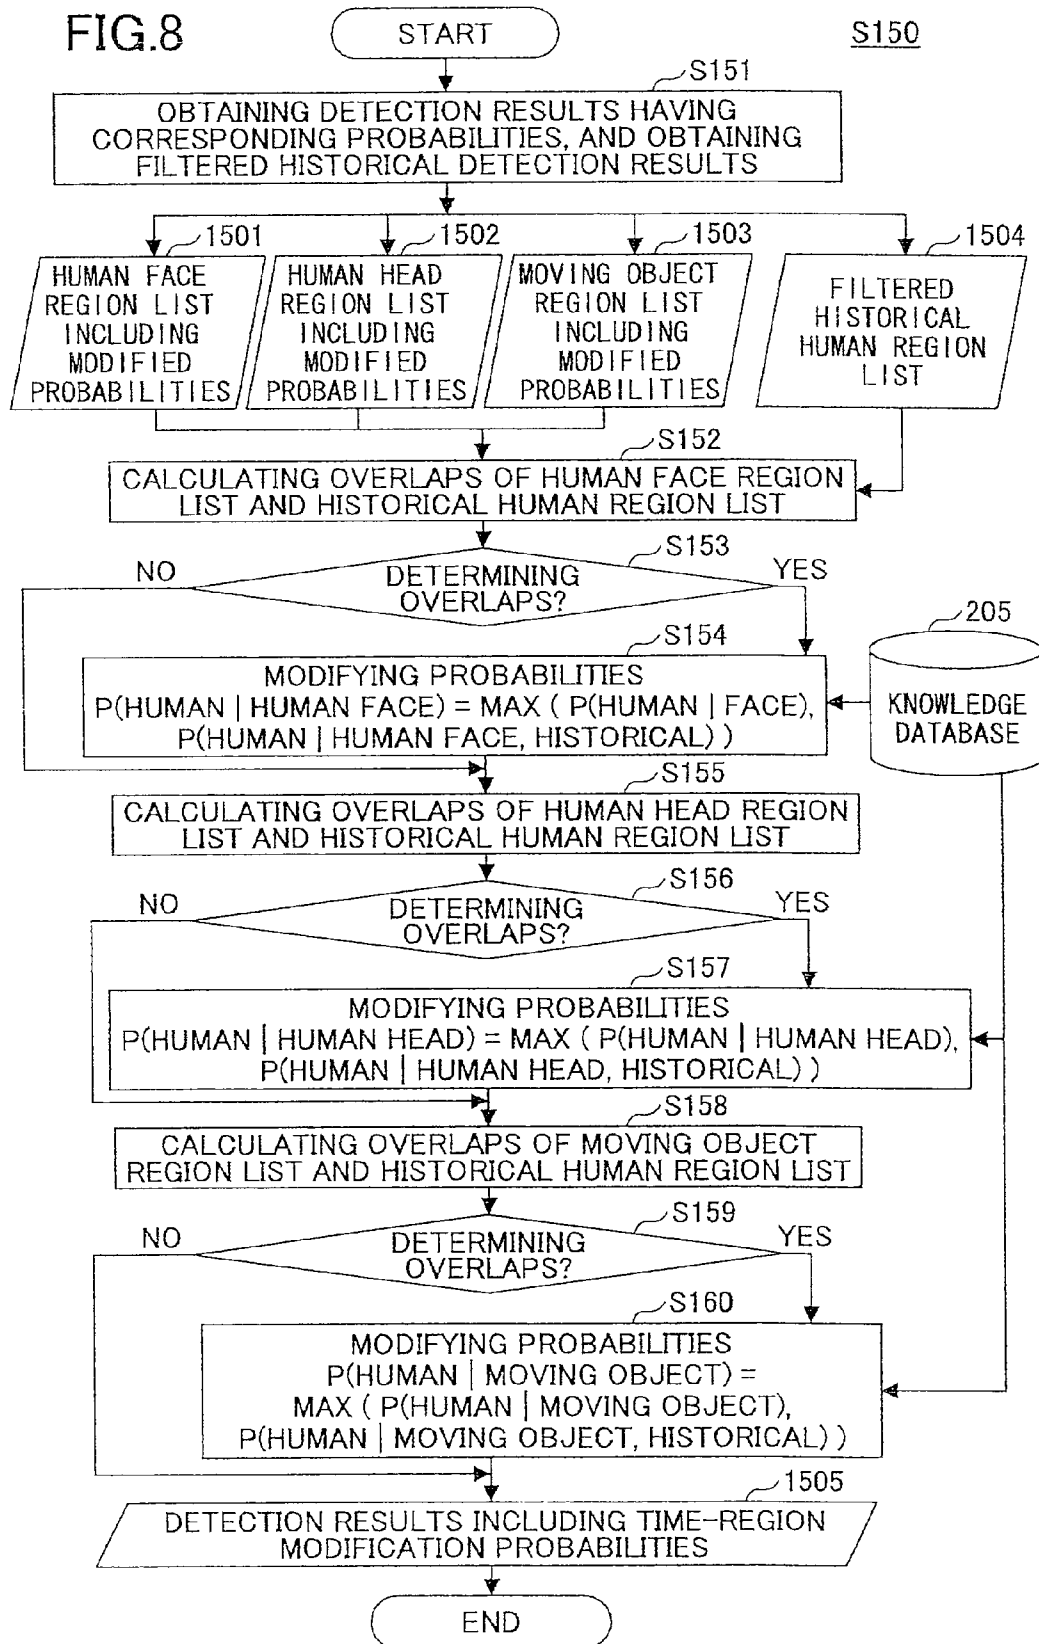 FIG.8
START
S150
S151
OBTAINING DETECTION RESULTS HAVING
CORRESPONDING PROBABILITIES, AND OBTAINING
FILTERED HISTORICAL DETECTION RESULTS
1501
1502
1503
1504
HUMAN FACE
REGION LIST
INCLUDING
MODIFIED
PROBABILITIES
HUMAN HEAD
REGION LIST
INCLUDING
MODIFIED
PROBABILITIES
MOVING OBJECT
REGION LIST
INCLUDING
MODIFIED
PROBABILITIES
FILTERED
HISTORICAL
HUMAN REGION
LIST
S152
CALCULATING OVERLAPS OF HUMAN FACE REGION
LIST AND HISTORICAL HUMAN REGION LIST
S153
NO
DETERMINING
OVERLAPS?
YES
S154
205
MODIFYING PROBABILITIES
P(HUMAN | HUMAN FACE) = MAX ( P(HUMAN | FACE),
P(HUMAN | HUMAN FACE, HISTORICAL) )
KNOWLEDGE
DATABASE
S155
CALCULATING OVERLAPS OF HUMAN HEAD REGION
LIST AND HISTORICAL HUMAN REGION LIST
S156
NO
DETERMINING
OVERLAPS?
YES
S157
MODIFYING PROBABILITIES
P(HUMAN | HUMAN HEAD) = MAX ( P(HUMAN | HUMAN HEAD),
P(HUMAN | HUMAN HEAD, HISTORICAL) )
S158
CALCULATING OVERLAPS OF MOVING OBJECT
REGION LIST AND HISTORICAL HUMAN REGION LIST
S159
NO
DETERMINING
OVERLAPS?
YES
S160
MODIFYING PROBABILITIES
P(HUMAN | MOVING OBJECT) =
MAX ( P(HUMAN | MOVING OBJECT),
P(HUMAN | MOVING OBJECT, HISTORICAL) )
1505
DETECTION RESULTS INCLUDING TIME-REGION
MODIFICATION PROBABILITIES
END